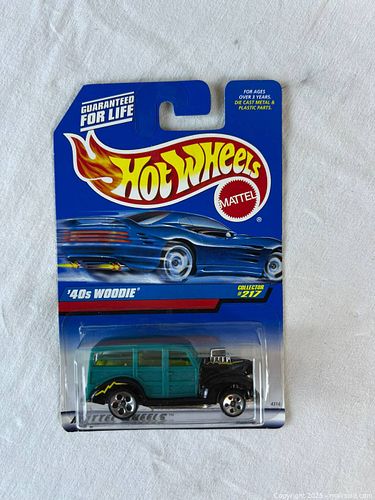 GUARANTEED
FOR LIFE
FOR AGES
OVER 3 YEARS.
DIE CAST METAL &
PLASTIC PARTS.
HOT WHEELS
MATTEL
®
'40s WOODIE
COLLECTOR
#217